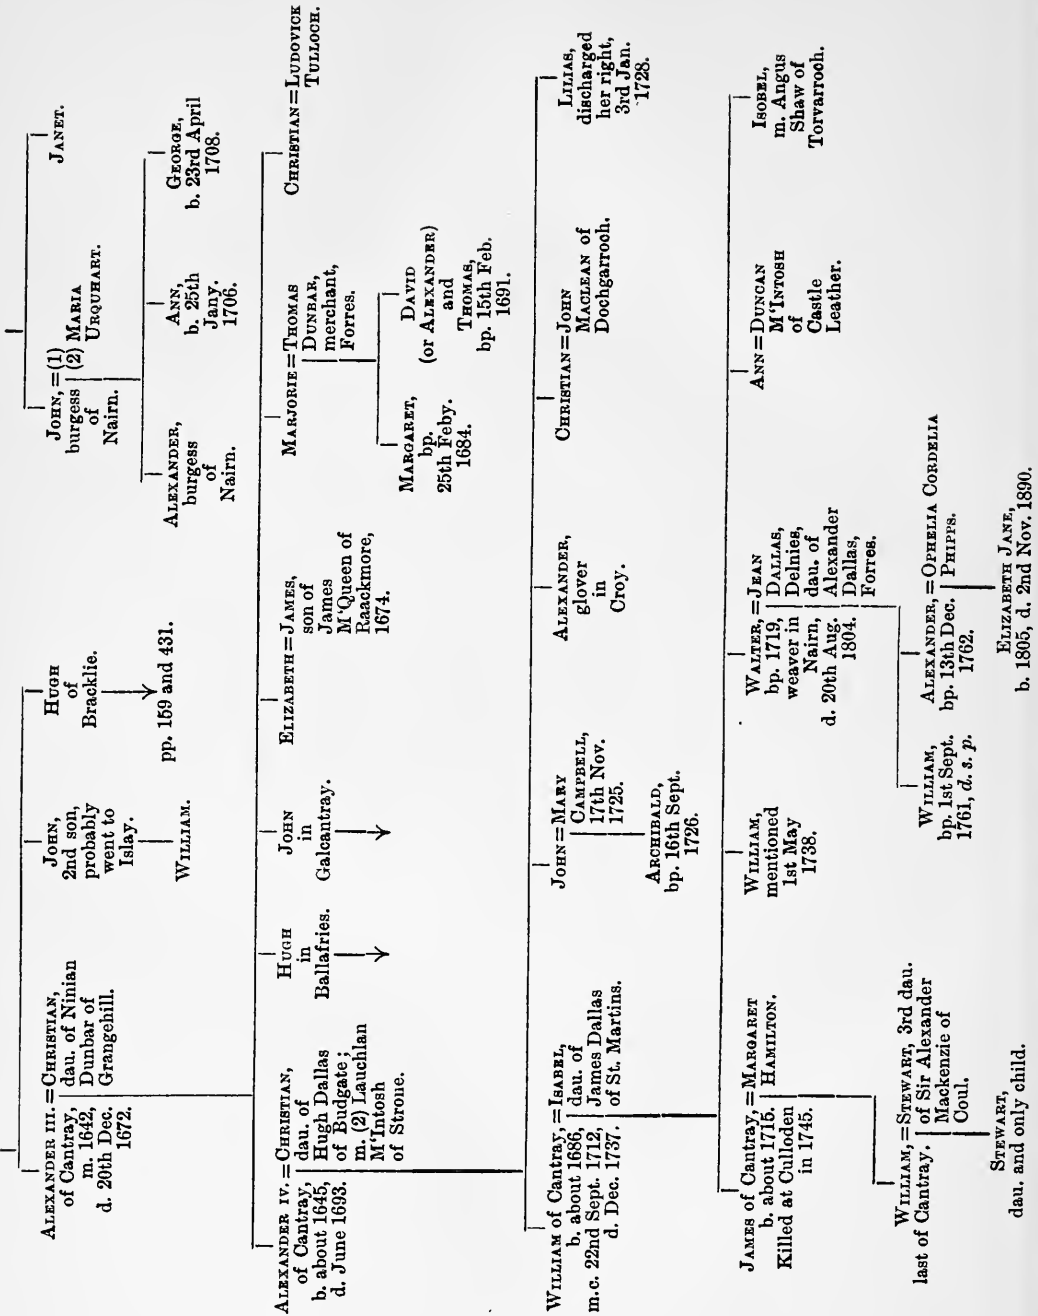 ALEXANDER III. = CHRISTIAN,
of Cantray, dau. of Ninian
m. 1642, Dunbar of
d. 20th Dec. Grangehill.
1672.
JOHN,
2nd son,
probably
went to
Islay.
WILLIAM.
HUGH
of
Bracklie.
pp. 159 and 431.
JOHN, = (1)
burgess (2) MARIA
of URQUHART.
Nairn.
JANET.
ALEXANDER,
burgess
of
Nairn.
ANN,
b. 25th
Jany.
1706.
GEORGE,
b. 23rd April
1708.
ALEXANDER IV. = CHRISTIAN,
of Cantray, dau. of
b. about 1645, Hugh Dallas
d. June 1693. of Budgate;
m. (2) Lauchlan
M'Intosh
of Strone.
HUGH
in
Ballafries.
JOHN
in
Galcantray.
ELIZABETH = JAMES,
son of
James
M'Queen of
Raackmore,
1674.
MARJORIE = THOMAS
DUNBAR,
merchant,
Forres.
CHRISTIAN = LUDOVICK
TULLOCH.
MARGARET,
bp.
25th Feby.
1684.
DAVID
(or ALEXANDER)
and
THOMAS,
bp. 15th Feb.
1691.
WILLIAM of Cantray, = ISABEL,
b. about 1686, dau. of
m.c. 22nd Sept. 1712, James Dallas
d. Dec. 1737. of St. Martins.
JOHN = MARY
CAMPBELL,
17th Nov.
1725.
ARCHIBALD,
bp. 16th Sept.
1726.
ALEXANDER,
glover
in
Croy.
CHRISTIAN = JOHN
MACLEAN of
Dochgarroch.
LILIAS,
discharged
her right,
3rd Jan.
1728.
JAMES of Cantray, = MARGARET
b. about 1715. HAMILTON.
Killed at Culloden
in 1745.
WILLIAM,
mentioned
1st May
1738.
WALTER, = JEAN
bp. 1719, DALLAS,
weaver in Delnies,
Nairn, dau. of
d. 20th Aug. Alexander
1804. Dallas,
Forres.
ANN = DUNCAN
M'INTOSH
of
Castle
Leather.
ISOBEL,
m. Angus
Shaw of
Torvarroch.
WILLIAM, = STEWART, 3rd dau.
last of Cantray. of Sir Alexander
Mackenzie of
Coul.
WILLIAM,
bp. 1st Sept.
1761, d. s. p.
ALEXANDER, = OPHELIA CORDELIA
bp. 13th Dec. PHIPPS.
1762.
STEWART,
dau. and only child.
ELIZABETH JANE,
b. 1805, d. 2nd Nov. 1890.